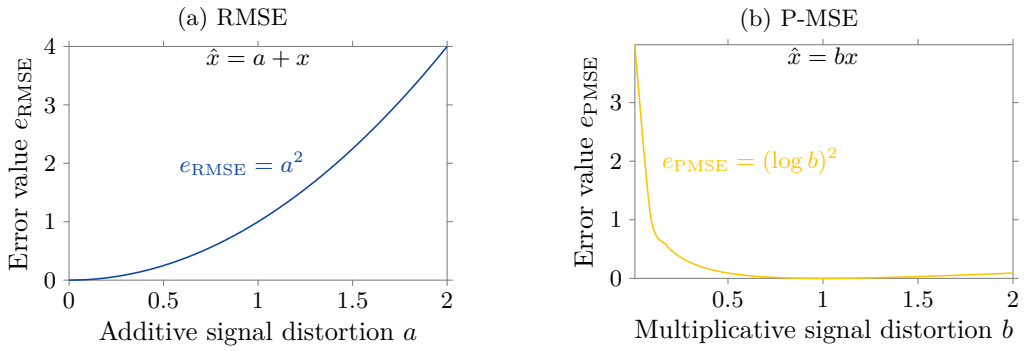 (a) RMSE
x̂ = a + x
e_RMSE = a²
Error value e_RMSE
4
3
2
1
0
0
0.5
1
1.5
2
Additive signal distortion a
(b) P-MSE
x̂ = bx
e_PMSE = (log b)²
Error value e_PMSE
3
2
1
0
0.5
1
1.5
2
Multiplicative signal distortion b